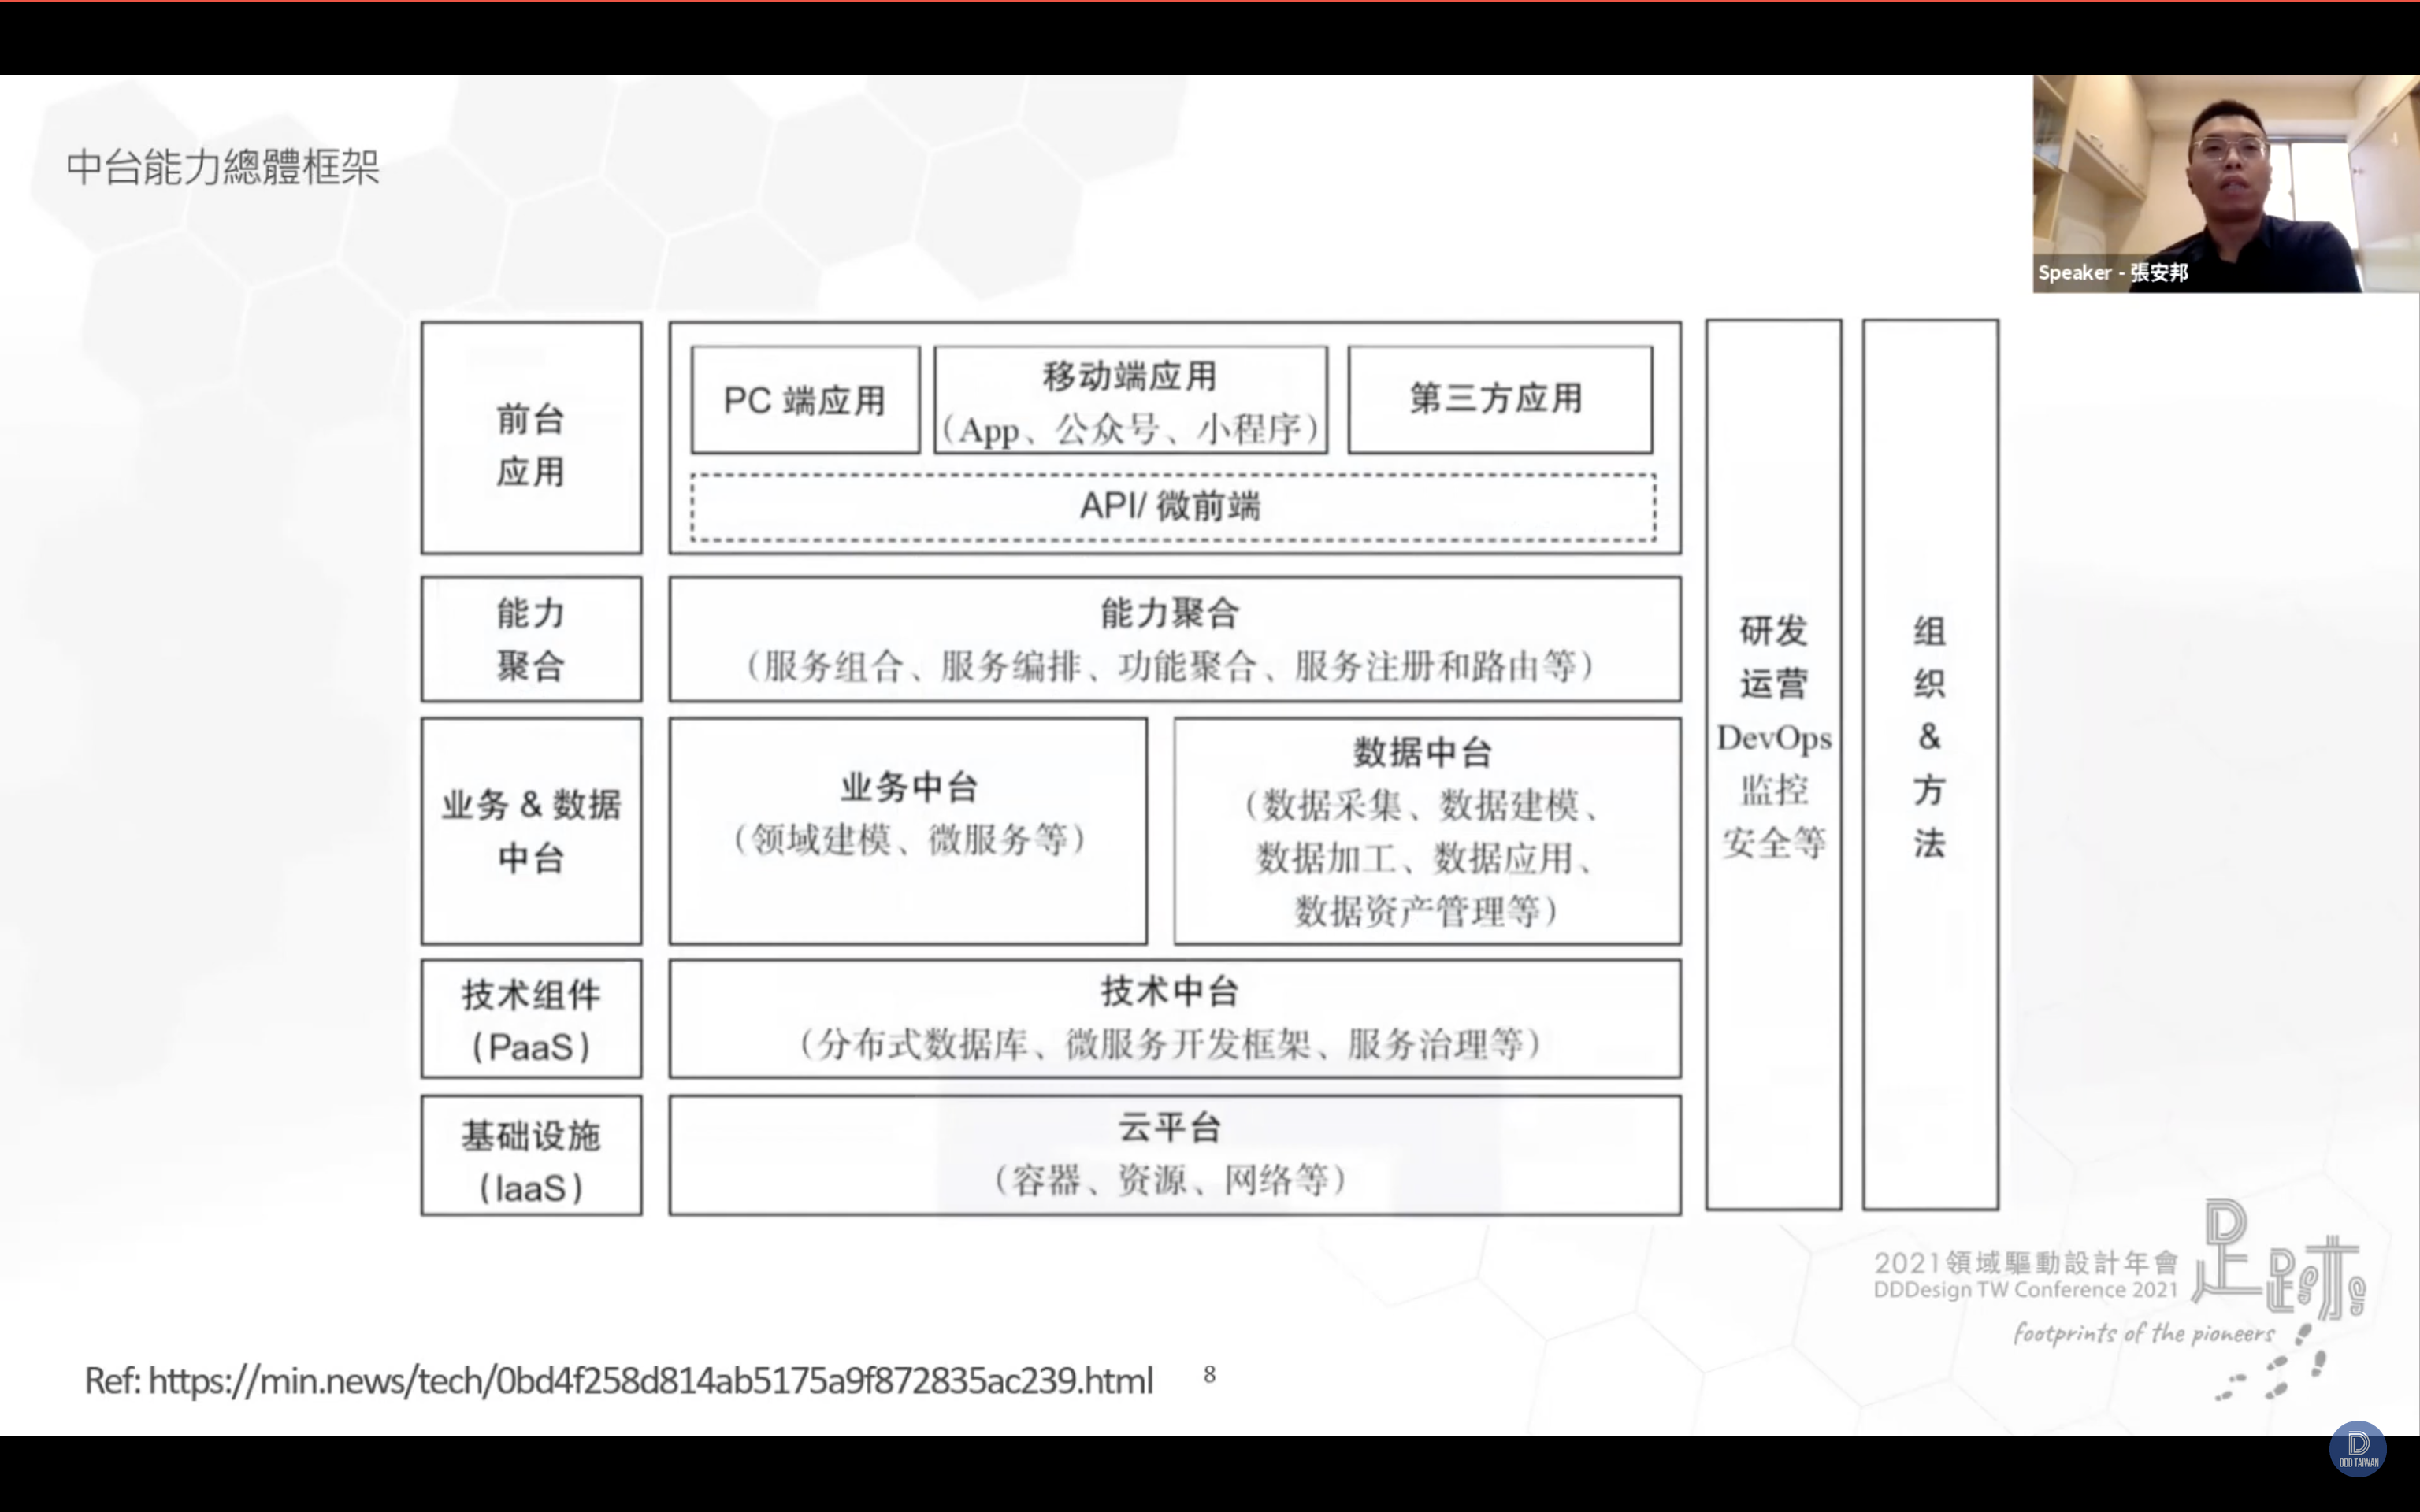 中台能力總體框架
Speaker - 張安邦
前台
应用
PC 端应用
移动端应用
（App、公众号、小程序）
第三方应用
API/ 微前端
能力
聚合
能力聚合
（服务组合、服务编排、功能聚合、服务注册和路由等）
业务 & 数据
中台
业务中台
（领域建模、微服务等）
数据中台
（数据采集、数据建模、
数据加工、数据应用、
数据资产管理等）
技术组件
（PaaS）
技术中台
（分布式数据库、微服务开发框架、服务治理等）
基础设施
（IaaS）
云平台
（容器、资源、网络等）
研发
运营
DevOps
监控
安全等
组
织
&
方
法
2021領域驅動設計年會
DDDesign TW Conference 2021
足跡
footprints of the pioneers
Ref: https://min.news/tech/0bd4f258d814ab5175a9f872835ac239.html
8
DDD TAIWAN